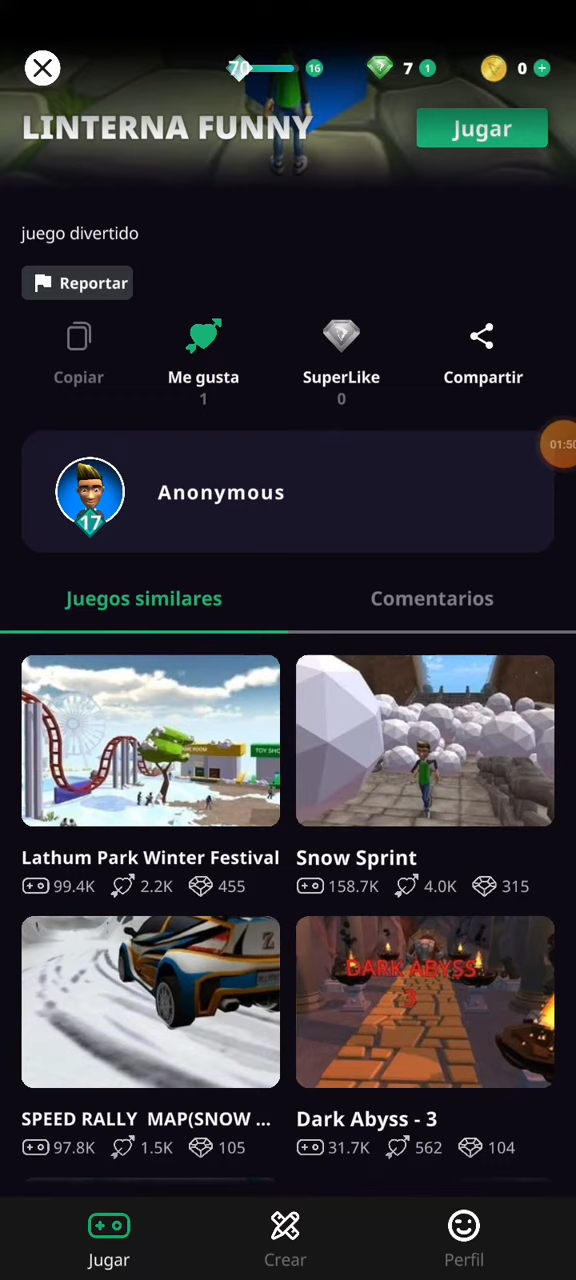 70 16 7 1 0 +
LINTERNA FUNNY
Jugar
juego divertido
Reportar
Copiar Me gusta SuperLike Compartir
1 0
01:50
Anonymous
17
Juegos similares Comentarios
Lathum Park Winter Festival Snow Sprint
99.4K 2.2K 455 158.7K 4.0K 315
DARK ABYSS
3
SPEED RALLY MAP(SNOW ... Dark Abyss - 3
97.8K 1.5K 105 31.7K 562 104
Jugar Crear Perfil